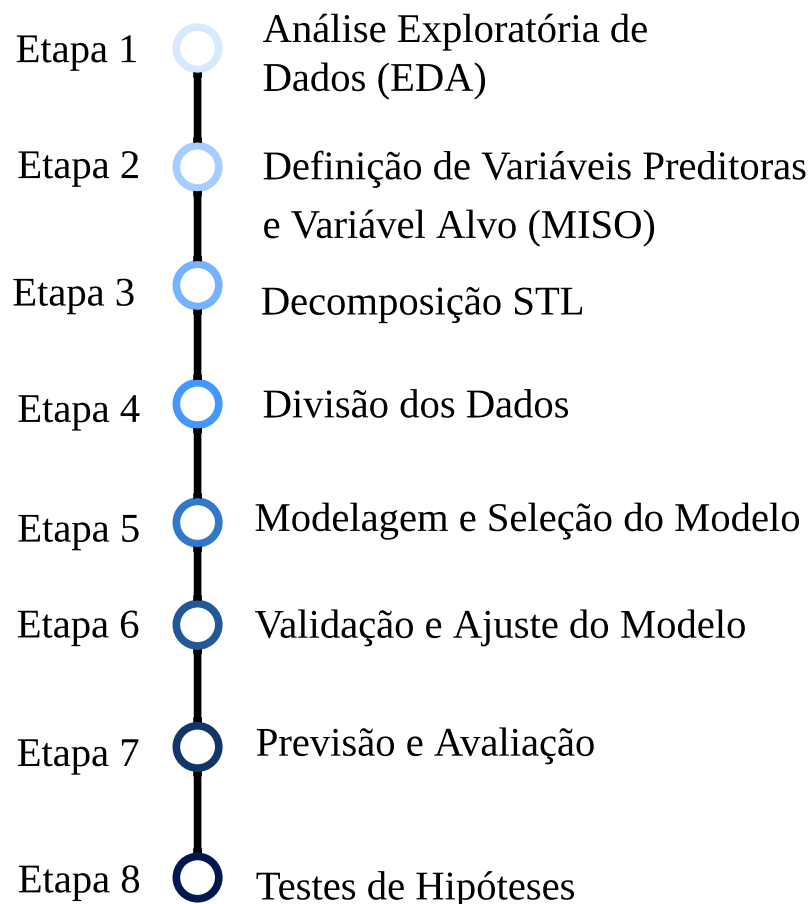 Etapa 1
Análise Exploratória de
Dados (EDA)
Etapa 2
Definição de Variáveis Preditoras
e Variável Alvo (MISO)
Etapa 3
Decomposição STL
Etapa 4
Divisão dos Dados
Etapa 5
Modelagem e Seleção do Modelo
Etapa 6
Validação e Ajuste do Modelo
Etapa 7
Previsão e Avaliação
Etapa 8
Testes de Hipóteses